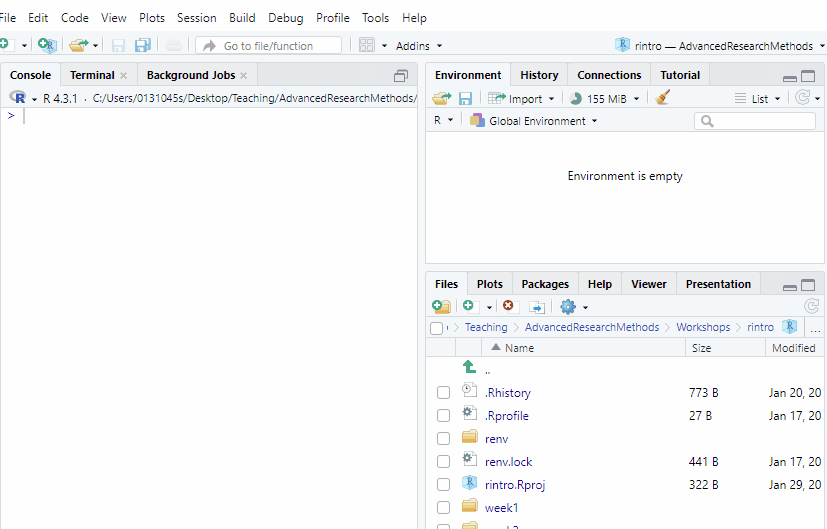 File Edit Code View Plots Session Build Debug Profile Tools Help
Go to file/function Addins rintro — AdvancedResearchMethods
Console Terminal Background Jobs
R 4.3.1 · C:/Users/0131045s/Desktop/Teaching/AdvancedResearchMethods/
>
Environment History Connections Tutorial
Import 155 MiB List
R Global Environment
Environment is empty
Files Plots Packages Help Viewer Presentation
Teaching AdvancedResearchMethods Workshops rintro ...
Name Size Modified
..
.Rhistory 773 B Jan 20, 20
.Rprofile 27 B Jan 17, 20
renv
renv.lock 441 B Jan 17, 20
rintro.Rproj 322 B Jan 29, 20
week1